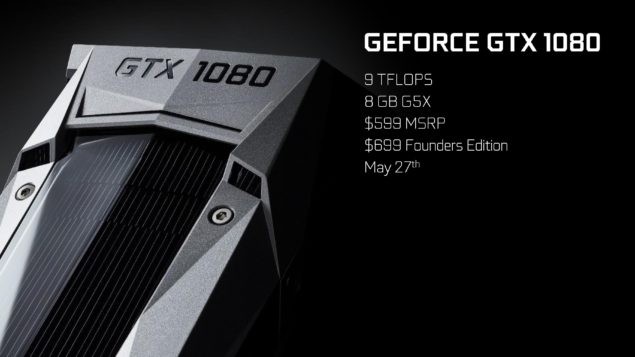 GTX 1080
GEFORCE GTX 1080
9 TFLOPS
8 GB G5X
$599 MSRP
$699 Founders Edition
May 27th